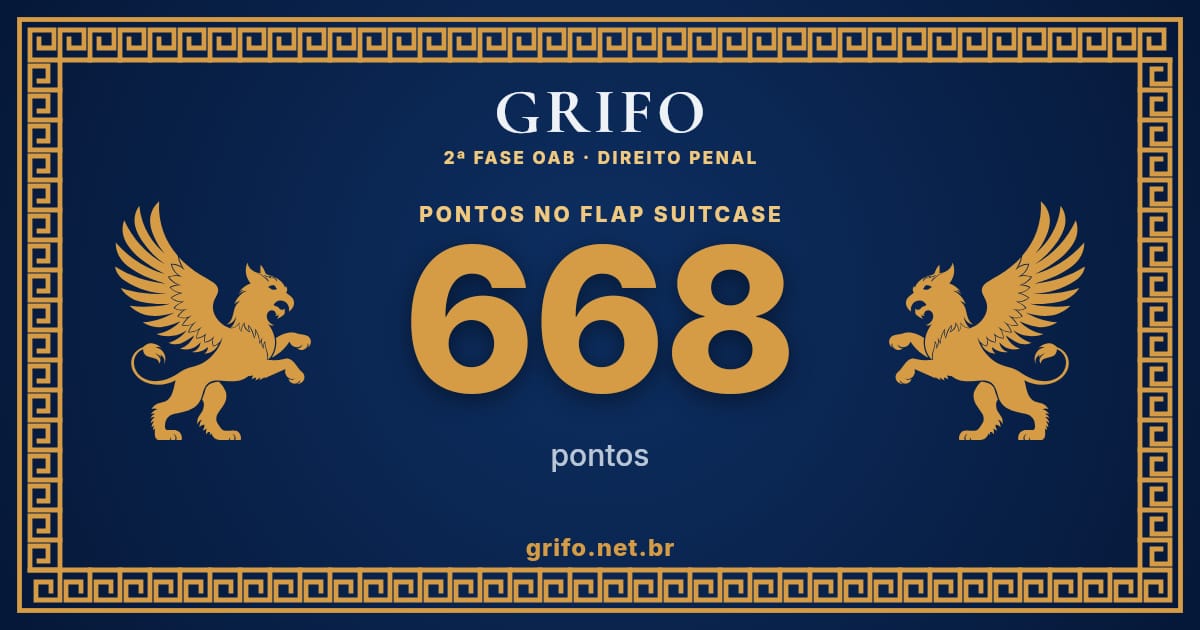 GRIFO
2ª FASE OAB · DIREITO PENAL
PONTOS NO FLAP SUITCASE
668
pontos
grifo.net.br